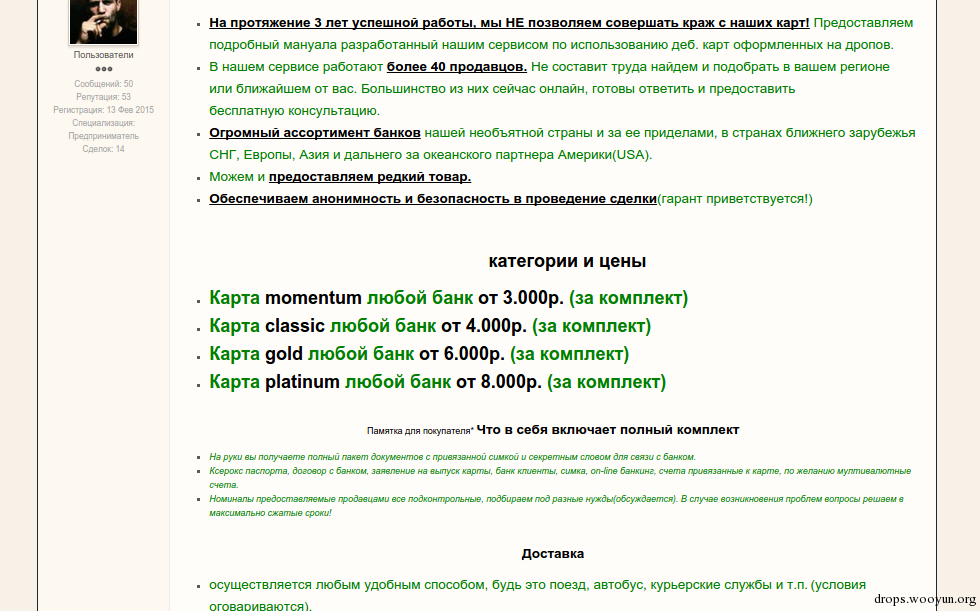 Пользователи
Сообщений: 50
Репутация: 53
Регистрация: 13 Фев 2015
Специализация:
Предприниматель
Сделок: 14
На протяжение 3 лет успешной работы, мы НЕ позволяем совершать краж с наших карт! Предоставляем
подробный мануала разработанный нашим сервисом по использованию деб. карт оформленных на дропов.
В нашем сервисе работают более 40 продавцов. Не составит труда найдем и подобрать в вашем регионе
или ближайшем от вас. Большинство из них сейчас онлайн, готовы ответить и предоставить
бесплатную консультацию.
Огромный ассортимент банков нашей необъятной страны и за ее приделами, в странах ближнего зарубежья
СНГ, Европы, Азия и дальнего за океанского партнера Америки(USA).
Можем и предоставляем редкий товар.
Обеспечиваем анонимность и безопасность в проведение сделки(гарант приветствуется!)
категории и цены
Карта momentum любой банк от 3.000р. (за комплект)
Карта classic любой банк от 4.000р. (за комплект)
Карта gold любой банк от 6.000р. (за комплект)
Карта platinum любой банк от 8.000р. (за комплект)
Памятка для покупателя* Что в себя включает полный комплект
На руки вы получаете полный пакет документов с привязанной симкой и секретным словом для связи с банком.
Ксерокс паспорта, договор с банком, заявление на выпуск карты, банк клиенты, симка, on-line банкинг, счета привязанные к карте, по желанию мултивалютные
счета.
Номиналы предоставляемые продавцами все подконтрольные, подбираем под разные нужды(обсуждается). В случае возникновения проблем вопросы решаем в
максимально сжатые сроки!
Доставка
осуществляется любым удобным способом, будь это поезд, автобус, курьерские службы и т.п. (условия
оговариваются).
drops.wooyun.org